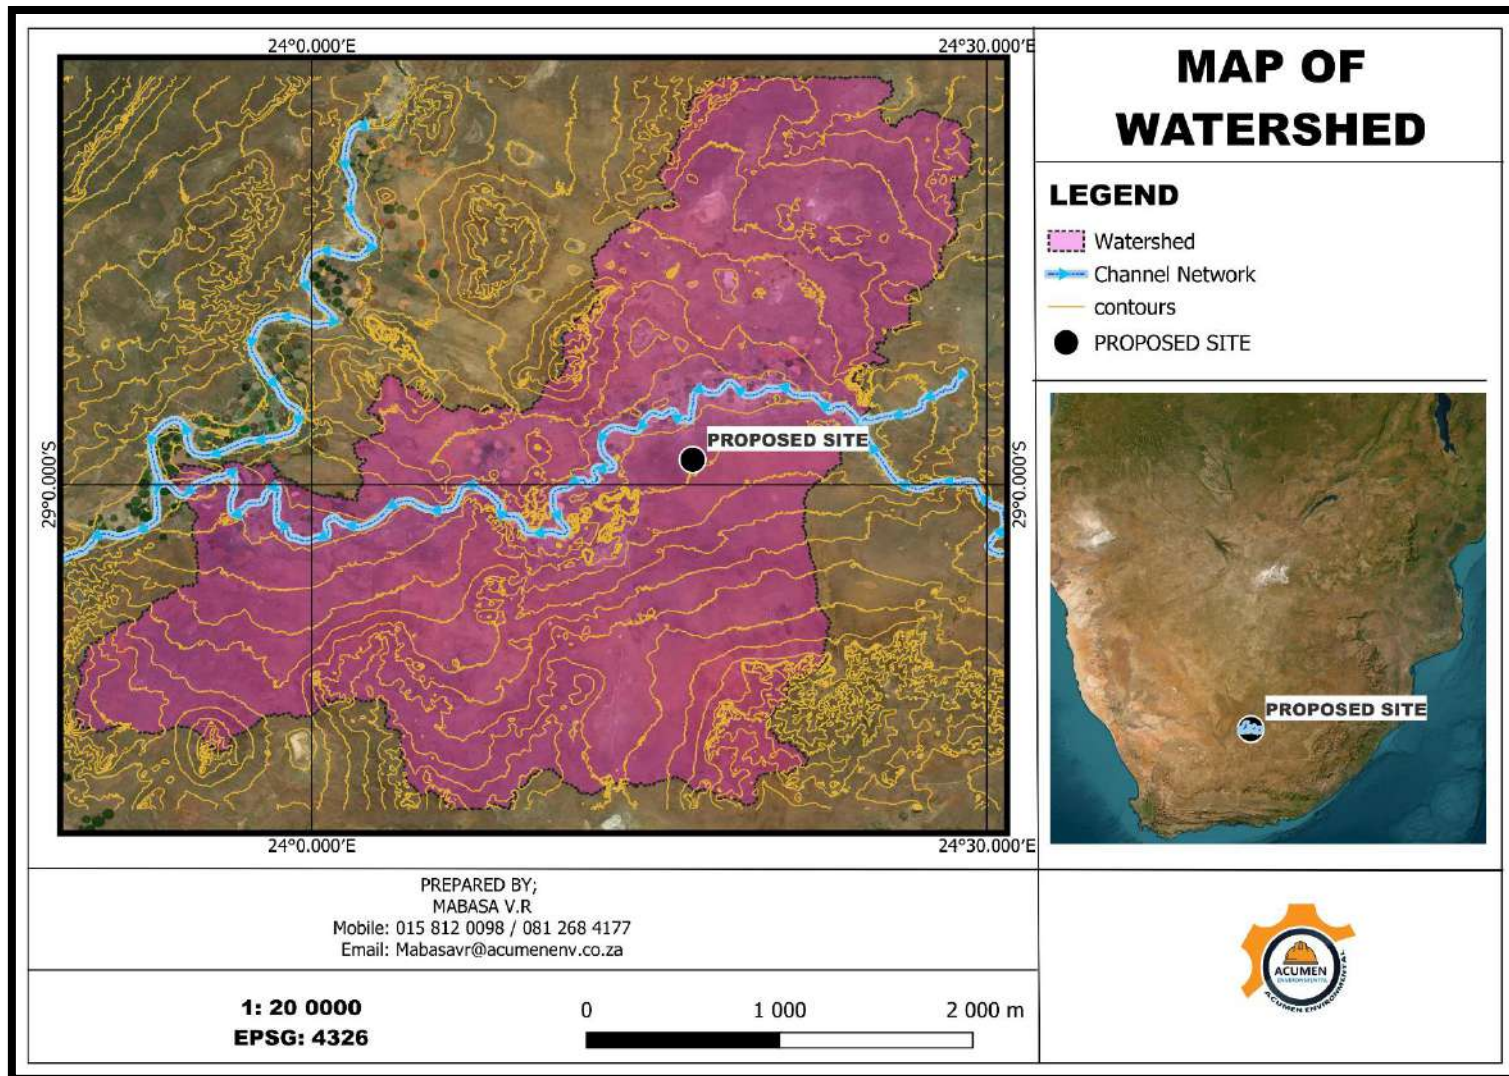 24°0.000'E
24°30.000'E
MAP OF
WATERSHED
LEGEND
Watershed
Channel Network
contours
PROPOSED SITE
29°0.000'S
29°0.000'S
PROPOSED SITE
PROPOSED SITE
24°0.000'E
24°30.000'E
PREPARED BY;
MABASA V.R
Mobile: 015 812 0098 / 081 268 4177
Email: Mabasavr@acumenenv.co.za
1: 20 0000
EPSG: 4326
0 1 000 2 000 m
ACUMEN
ENVIRONMENTAL
ACUMEN ENVIRONMENTAL